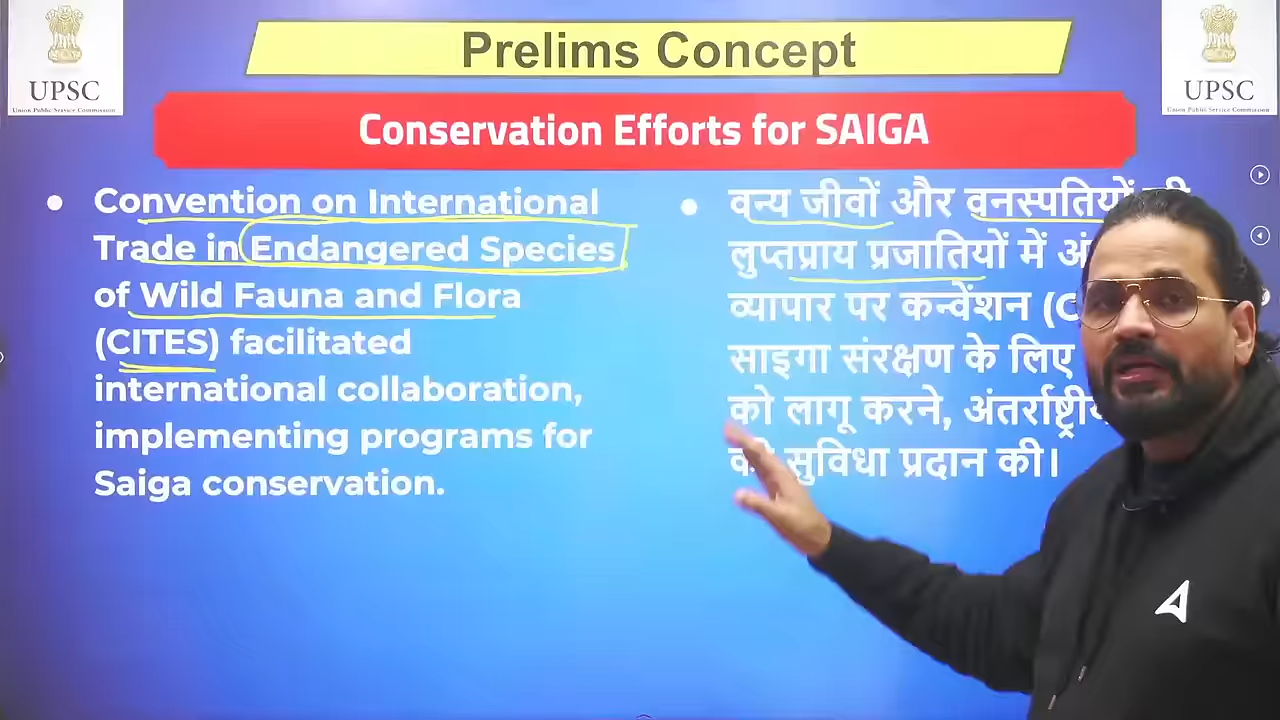 UPSC
Union Public Service Commission
Prelims Concept
UPSC
Union Public Service Commission
Conservation Efforts for SAIGA
Convention on International
Trade in Endangered Species
of Wild Fauna and Flora
(CITES) facilitated
international collaboration,
implementing programs for
Saiga conservation.
वन्य जीवों और वनस्पतियों
लुप्तप्राय प्रजातियों में
व्यापार पर कन्वेंशन (C
साइगा संरक्षण के लिए
को लागू करने,
सुविधा प्रदान की।